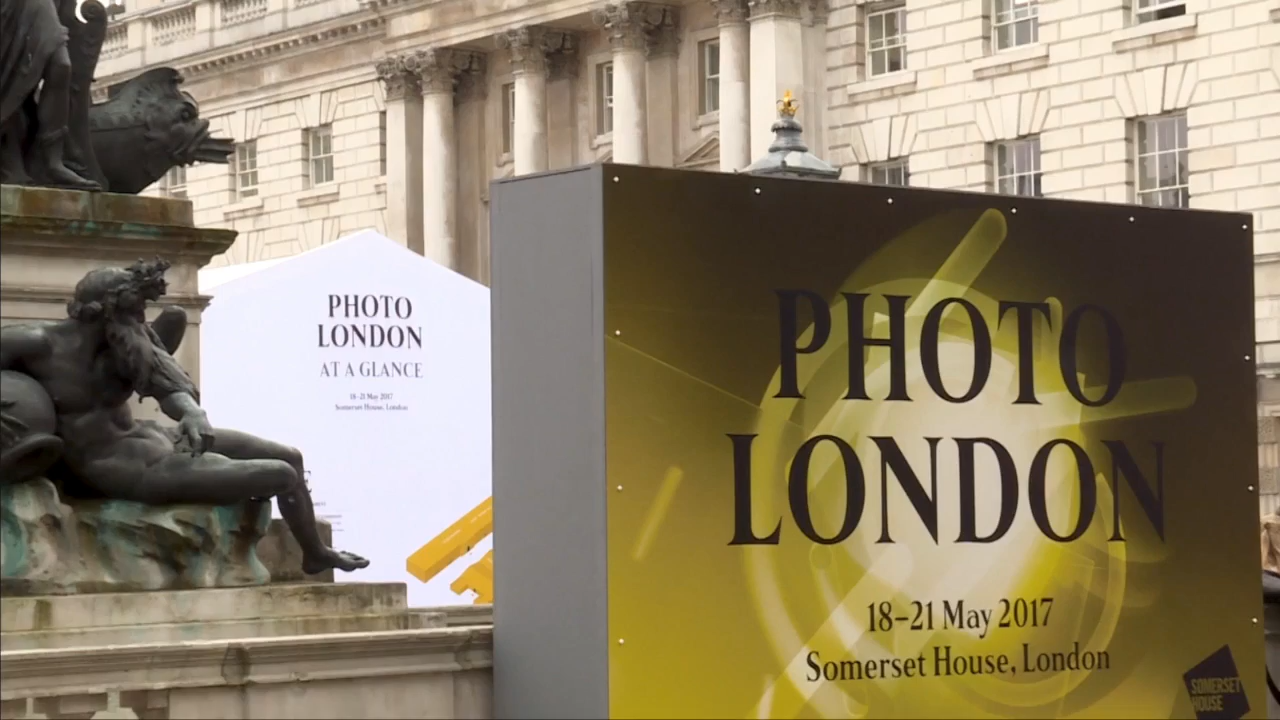 PHOTO
LONDON
AT A GLANCE
18-21 May 2017
Somerset House, London
PHOTO
LONDON
18–21 May 2017
Somerset House, London
SOMERSET
HOUSE